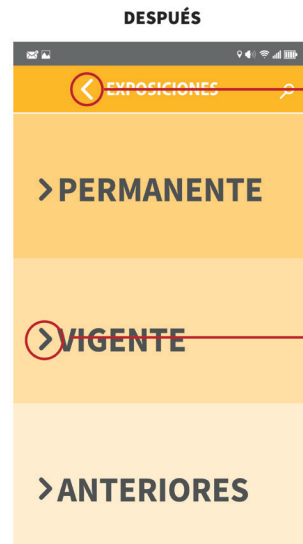 DESPUÉS
EXPOSICIONES
PERMANENTE
VIGENTE
ANTERIORES